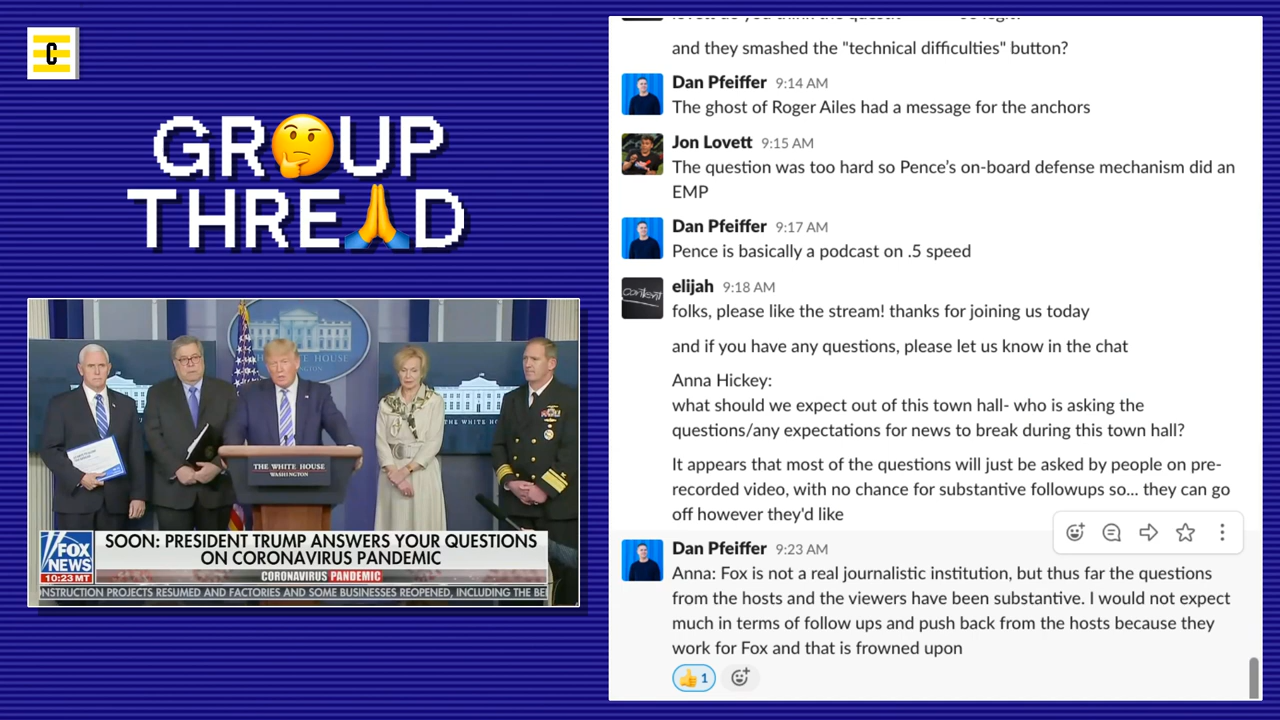 C
GR🤔UP
THRE🙏D
THE WHITE HOUSE
WASHINGTON
SOON: PRESIDENT TRUMP ANSWERS YOUR QUESTIONS
ON CORONAVIRUS PANDEMIC
FOX
NEWS
10:23 MT
CORONAVIRUS PANDEMIC
NSTRUCTION PROJECTS RESUMED AND FACTORIES AND SOME BUSINESSES REOPENED, INCLUDING THE BEI
and they smashed the "technical difficulties" button?
Dan Pfeiffer 9:14 AM
The ghost of Roger Ailes had a message for the anchors
Jon Lovett 9:15 AM
The question was too hard so Pence’s on-board defense mechanism did an
EMP
Dan Pfeiffer 9:17 AM
Pence is basically a podcast on .5 speed
content
elijah 9:18 AM
folks, please like the stream! thanks for joining us today
and if you have any questions, please let us know in the chat
Anna Hickey:
what should we expect out of this town hall- who is asking the
questions/any expectations for news to break during this town hall?
It appears that most of the questions will just be asked by people on pre-
recorded video, with no chance for substantive followups so... they can go
off however they'd like
Dan Pfeiffer 9:23 AM
Anna: Fox is not a real journalistic institution, but thus far the questions
from the hosts and the viewers have been substantive. I would not expect
much in terms of follow ups and push back from the hosts because they
work for Fox and that is frowned upon
👍 1